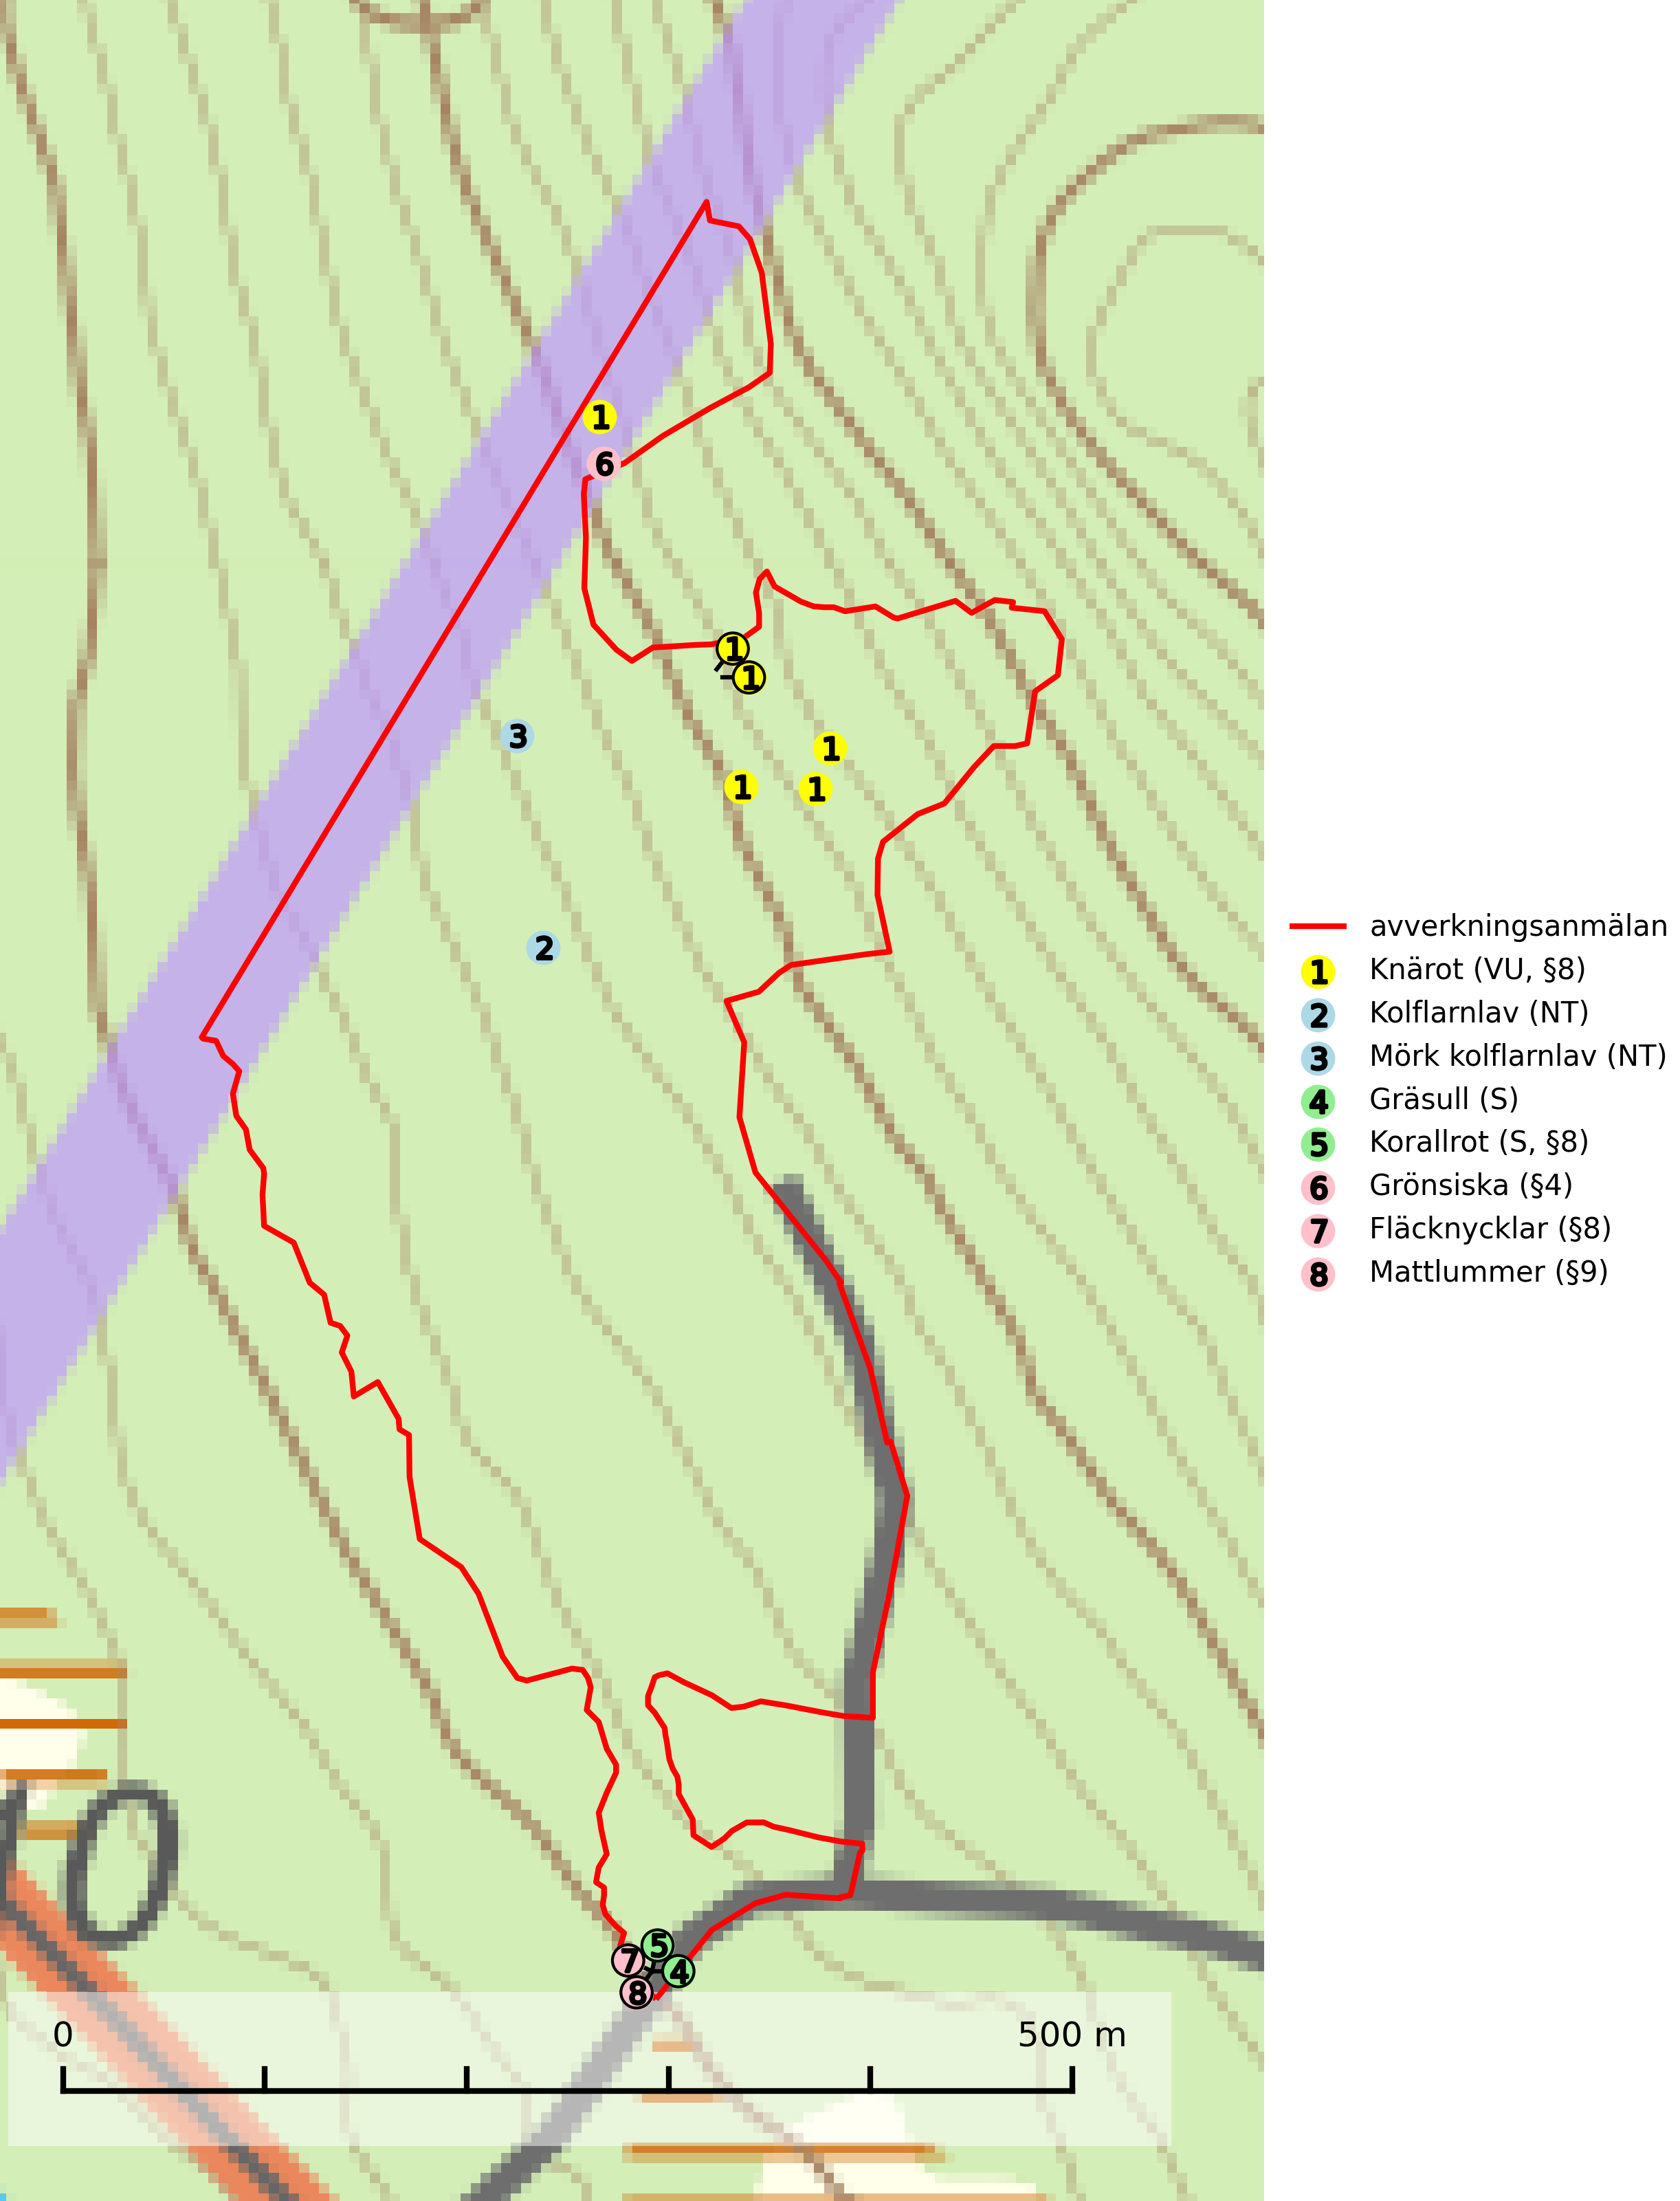 1
6
1
1
3
1
1
1
2
0
5
7
4
8
0
500 m
avverkningsanmälan
1 Knärot (VU, §8)
2 Kolflarnlav (NT)
3 Mörk kolflarnlav (NT)
4 Gräsull (S)
5 Korallrot (S, §8)
6 Grönsiska (§4)
7 Fläcknycklar (§8)
8 Mattlummer (§9)